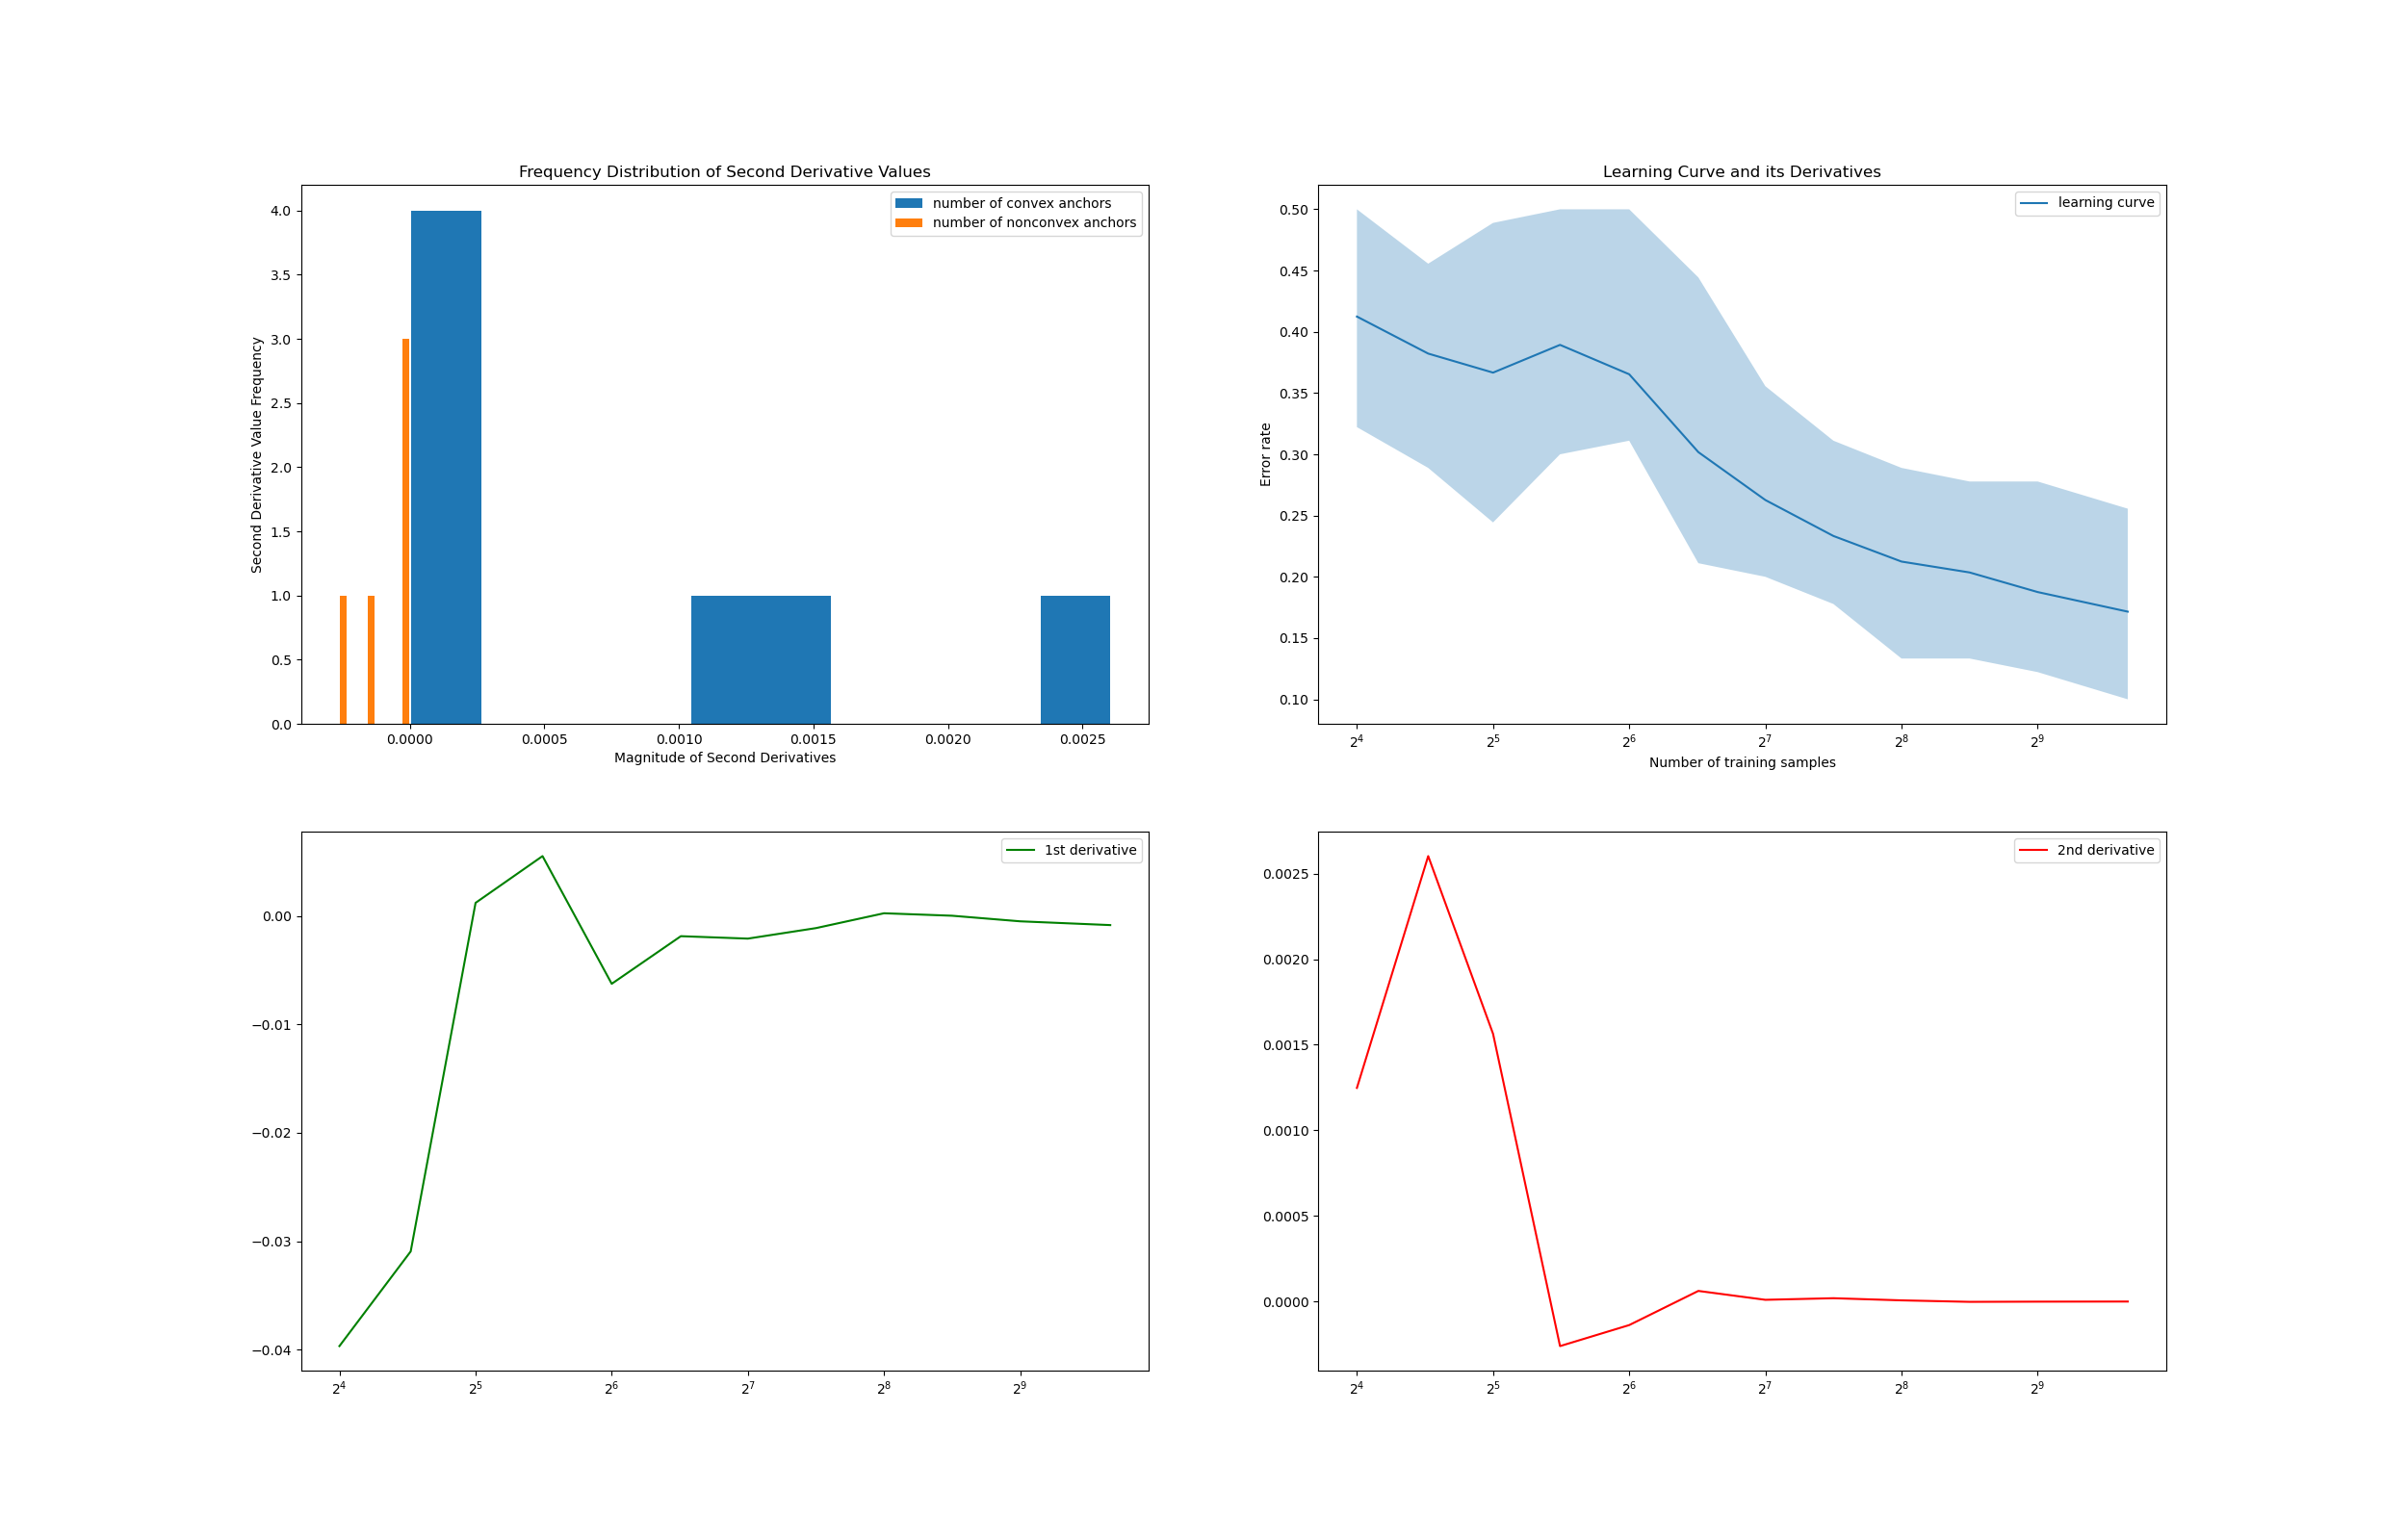 Frequency Distribution of Second Derivative Values
number of convex anchors
number of nonconvex anchors
4.0
3.5
3.0
2.5
2.0
1.5
1.0
0.5
0.0
Second Derivative Value Frequency
0.0000 0.0005 0.0010 0.0015 0.0020 0.0025
Magnitude of Second Derivatives
Learning Curve and its Derivatives
learning curve
0.50
0.45
0.40
0.35
0.30
0.25
0.20
0.15
0.10
Error rate
2⁴ 2⁵ 2⁶ 2⁷ 2⁸ 2⁹
Number of training samples
1st derivative
0.00
−0.01
−0.02
−0.03
−0.04
2⁴ 2⁵ 2⁶ 2⁷ 2⁸ 2⁹
2nd derivative
0.0025
0.0020
0.0015
0.0010
0.0005
0.0000
2⁴ 2⁵ 2⁶ 2⁷ 2⁸ 2⁹